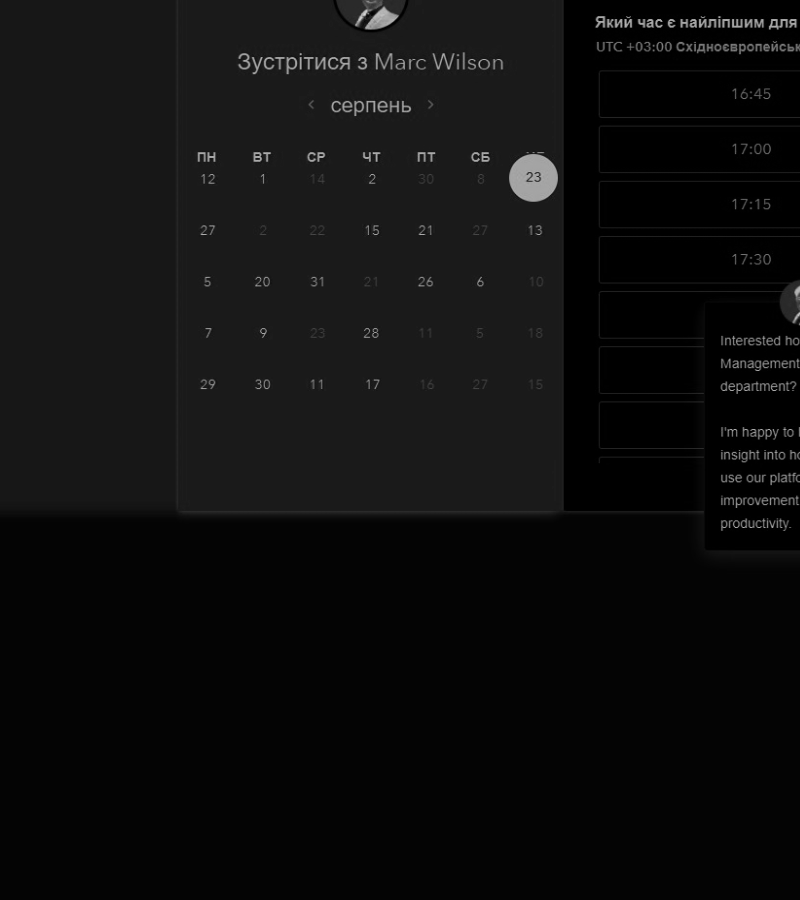 Зустрітися з Marc Wilson
серпень
ПН ВТ СР ЧТ ПТ СБ
12 1 14 2 30 8 23
27 2 22 15 21 27 13
5 20 31 21 26 6 10
7 9 23 28 11 5 18
29 30 11 17 16 27 15
Який час є найліпшим для
UTC +03:00 Східноєвропейськ
16:45
17:00
17:15
17:30
Interested ho
Management
department?
I'm happy to
insight into ho
use our platfo
improvement
productivity.